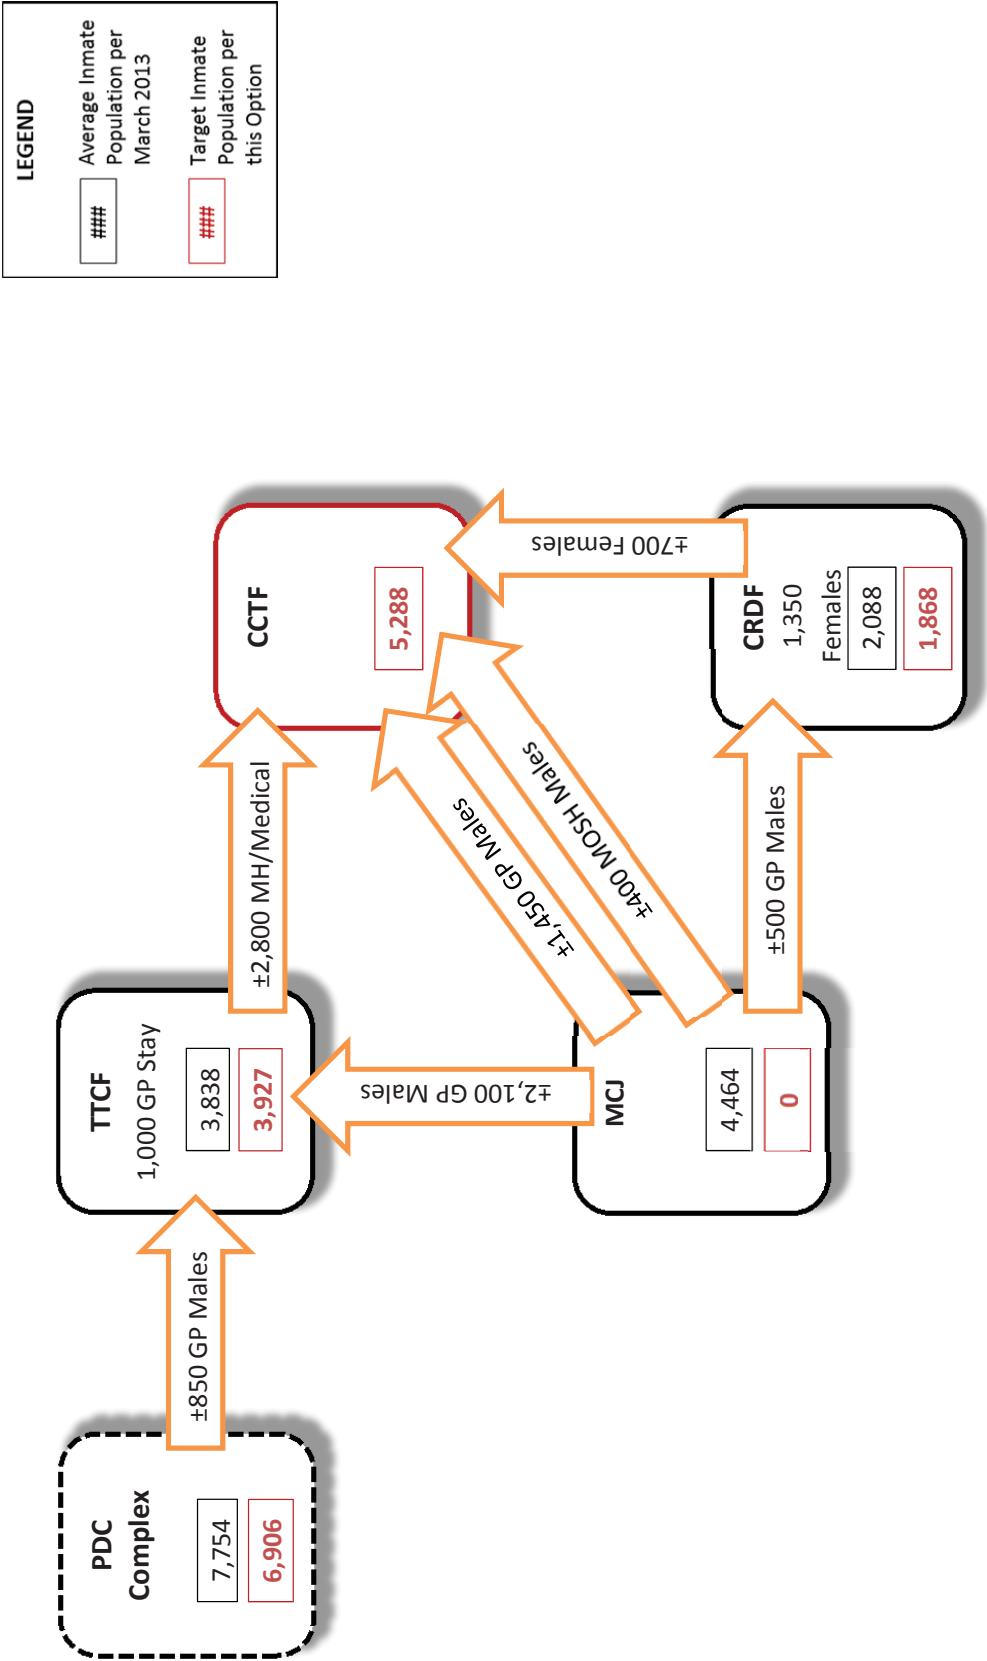 LEGEND
###
Average Inmate
Population per
March 2013
###
Target Inmate
Population per
this Option
PDC
Complex
7,754
6,906
±850 GP Males
TTCF
1,000 GP Stay
3,838
3,927
±2,800 MH/Medical
CCTF
5,288
±2,100 GP Males
±1,450 GP Males
±400 MOSH Males
±700 Females
MCJ
4,464
0
±500 GP Males
CRDF
1,350
Females
2,088
1,868